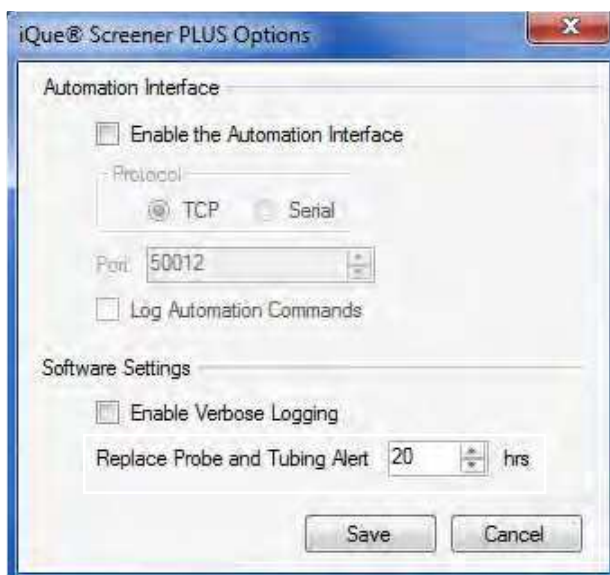 iQue® Screener PLUS Options
Automation Interface
Enable the Automation Interface
Protocol
TCP Serial
Port: 50012
Log Automation Commands
Software Settings
Enable Verbose Logging
Replace Probe and Tubing Alert 20 hrs
Save Cancel